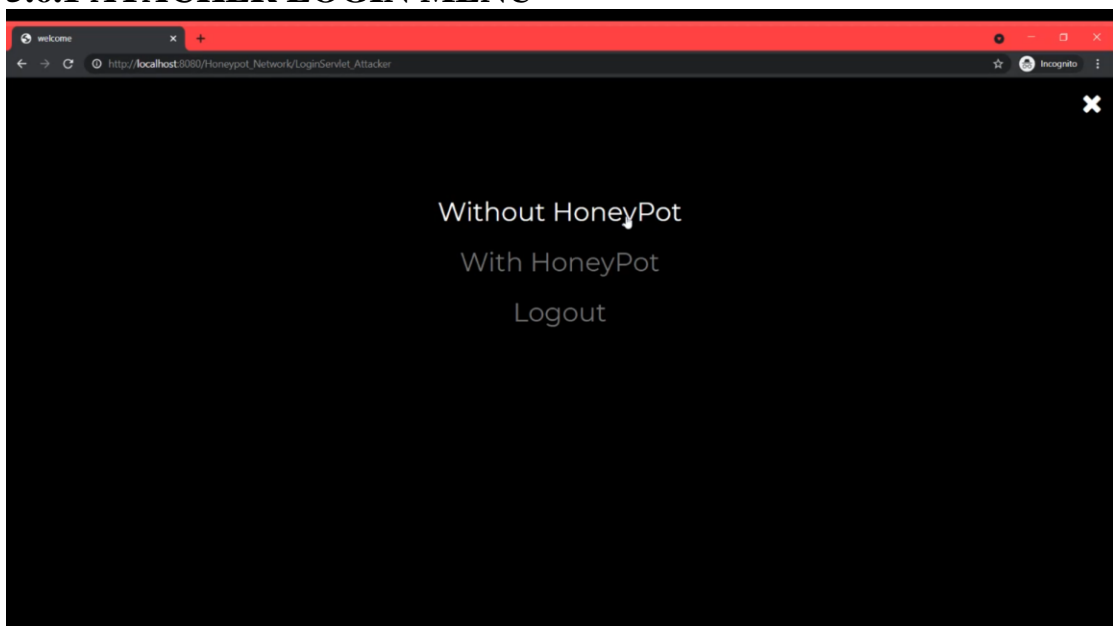 welcome
http://localhost:8080/Honeypot_Network/LoginServlet_Attacker
Incognito
Without HoneyPot
With HoneyPot
Logout